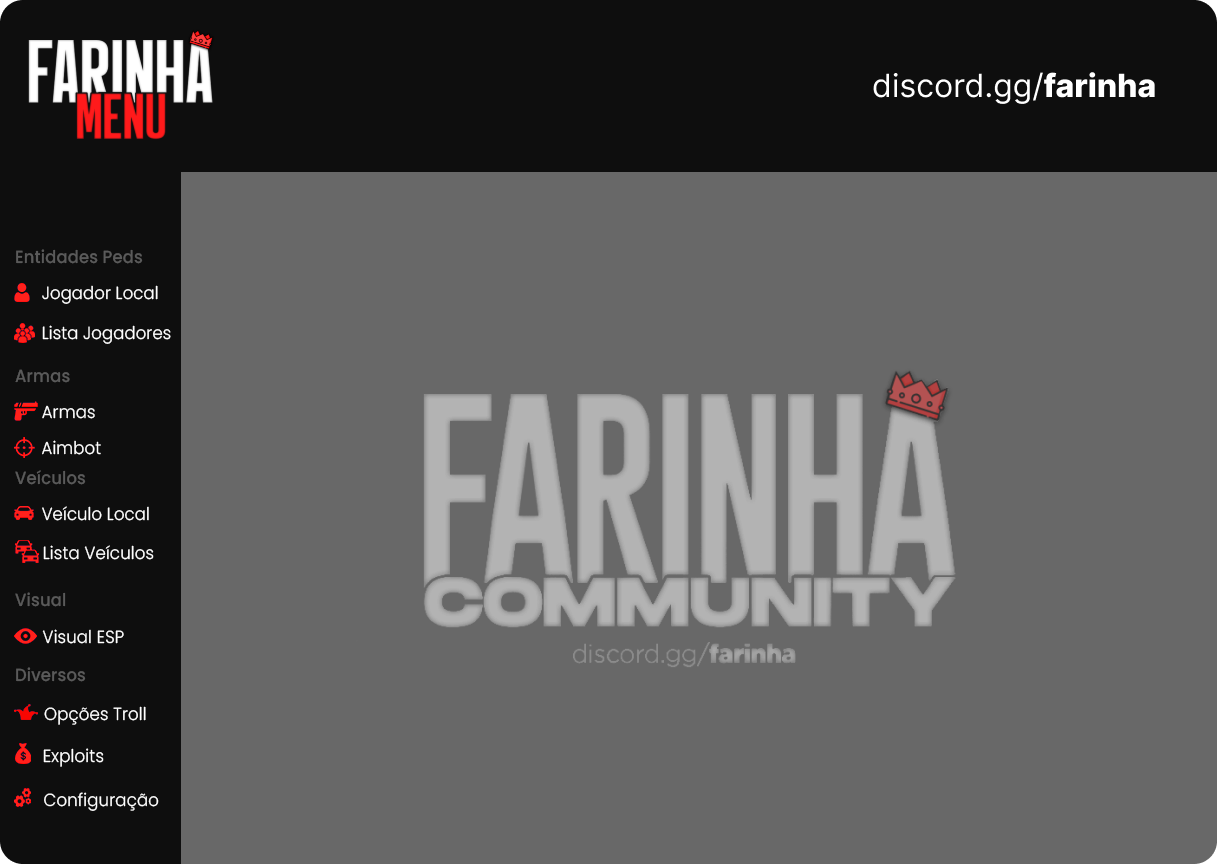 FARINHA
MENU
discord.gg/farinha
Entidades Peds
Jogador Local
Lista Jogadores
Armas
Armas
Aimbot
Veículos
Veículo Local
Lista Veículos
Visual
Visual ESP
Diversos
Opções Troll
Exploits
Configuração
FARINHA
COMMUNITY
discord.gg/farinha